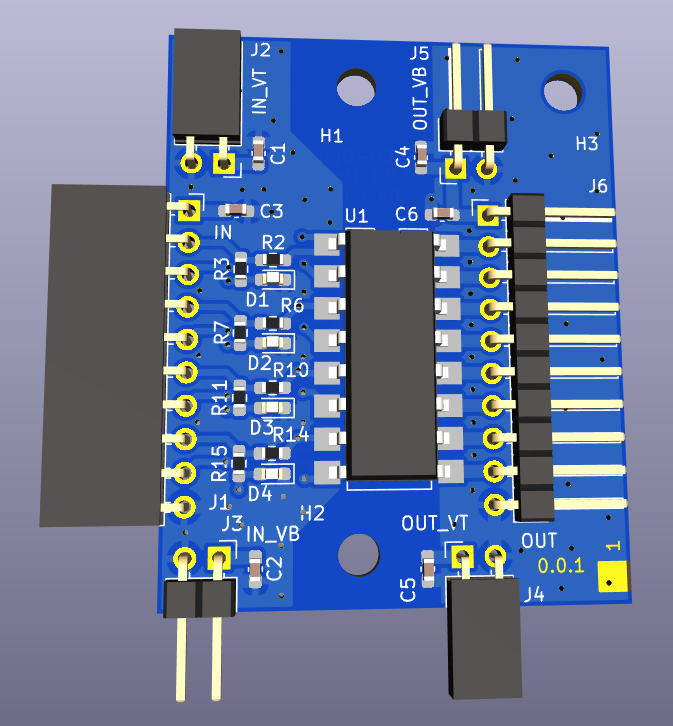 J2
J5
IN_VT
OUT_VB
H1
H3
C1
C4
J6
C3
U1
C6
IN
R2
R3
D1
R6
R7
D2
R10
R11
D3
R14
R15
D4
J1
H2
J3
IN_VB
OUT_VT
C2
OUT
1
0.0.1
C5
J4